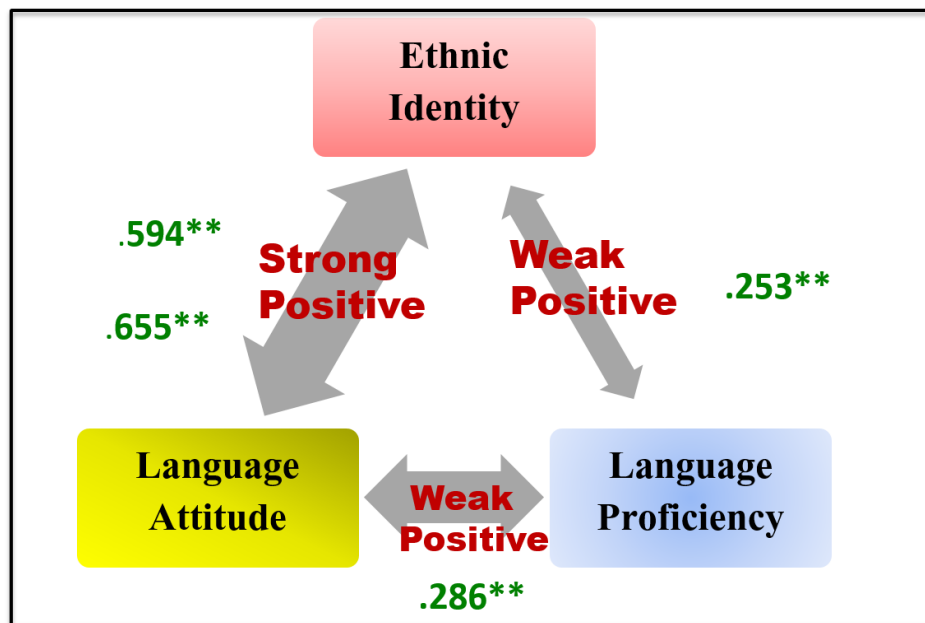 Ethnic
Identity
.594**
.655**
Strong
Positive
Weak
Positive
.253**
Language
Attitude
Weak
Positive
.286**
Language
Proficiency